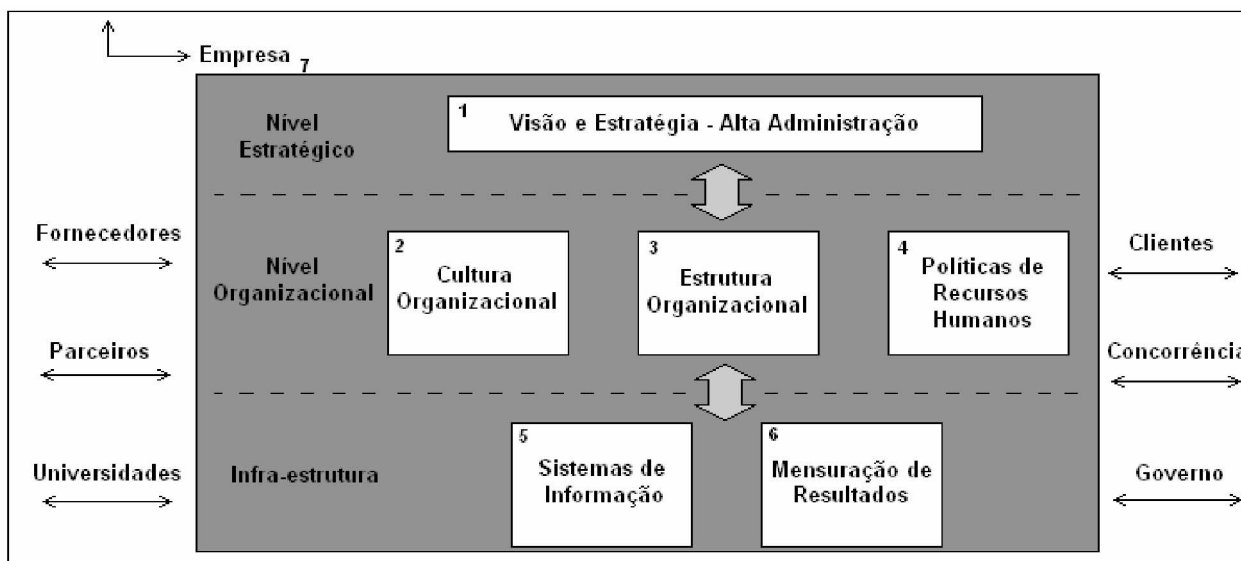 Empresa 7
1
Visão e Estratégia - Alta Administração
Nível
Estratégico
Fornecedores
Parceiros
Universidades
Nível
Organizacional
2
Cultura
Organizacional
3
Estrutura
Organizacional
4
Políticas de
Recursos
Humanos
Infra-estrutura
5
Sistemas de
Informação
6
Mensuração de
Resultados
Clientes
Concorrência
Governo